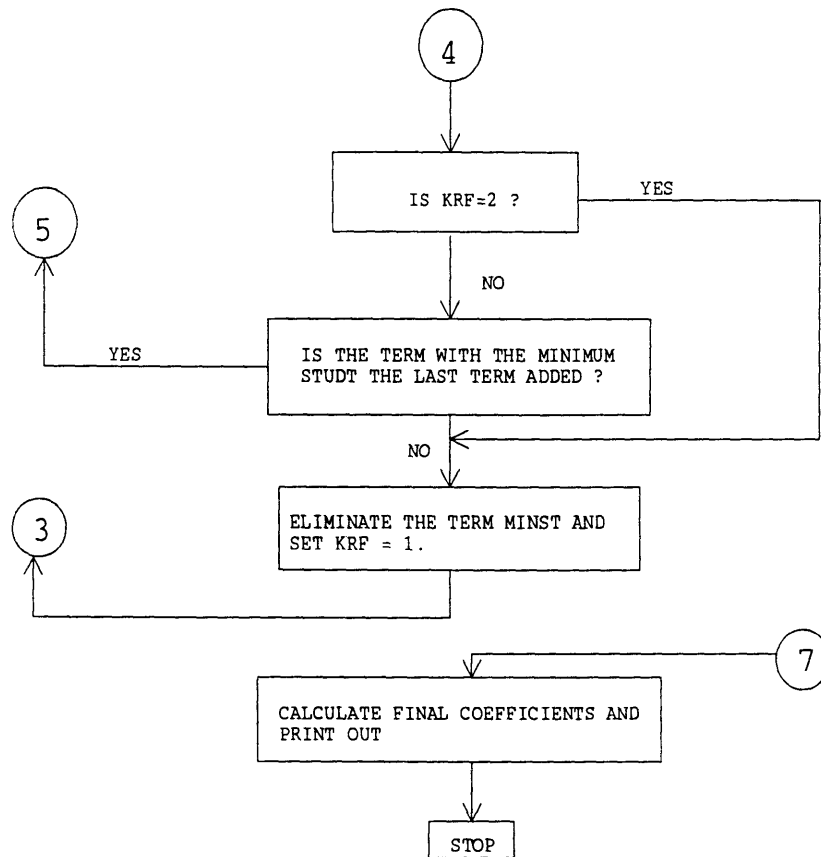 4
IS KRF=2 ?
YES
5
NO
IS THE TERM WITH THE MINIMUM
STUDT THE LAST TERM ADDED ?
YES
NO
ELIMINATE THE TERM MINST AND
SET KRF = 1.
3
7
CALCULATE FINAL COEFFICIENTS AND
PRINT OUT
STOP